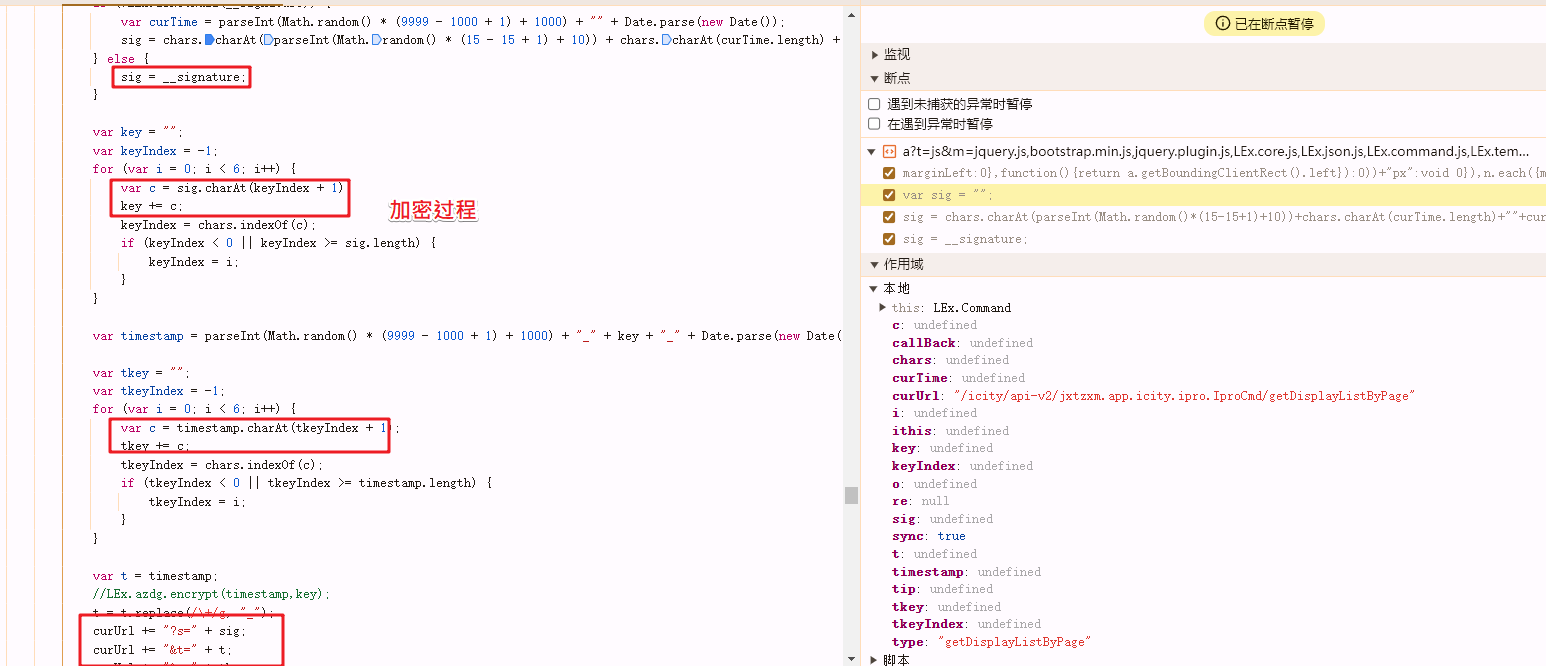 var curTime = parseInt(Math.random() * (9999 - 1000 + 1) + 1000) + "" + Date.parse(new Date());
sig = chars.charAt(parseInt(Math.random() * (15 - 15 + 1) + 10)) + chars.charAt(curTime.length) +
} else {
sig = __signature;
}
var key = "";
var keyIndex = -1;
for (var i = 0; i < 6; i++) {
var c = sig.charAt(keyIndex + 1)
key += c;
加密过程
keyIndex = chars.indexOf(c);
if (keyIndex < 0 || keyIndex >= sig.length) {
keyIndex = i;
}
}
var timestamp = parseInt(Math.random() * (9999 - 1000 + 1) + 1000) + "_" + key + "_" + Date.parse(new Date(
var tkey = "";
var tkeyIndex = -1;
for (var i = 0; i < 6; i++) {
var c = timestamp.charAt(tkeyIndex + 1);
tkey += c;
tkeyIndex = chars.indexOf(c);
if (tkeyIndex < 0 || tkeyIndex >= timestamp.length) {
tkeyIndex = i;
}
}
var t = timestamp;
//LEx.azdg.encrypt(timestamp,key);
t = t.replace(/\+/g, "_");
curUrl += "?s=" + sig;
curUrl += "&t=" + t;
已在断点暂停
监视
断点
遇到未捕获的异常时暂停
在遇到异常时暂停
a?t=js&m=jquery.js,bootstrap.min.js,jquery.plugin.js,LEx.core.js,LEx.json.js,LEx.command.js,LEx.tem...
marginLeft:0},function(){return a.getBoundingClientRect().left}):0))+"px":void 0}),n.each({m
var sig = "";
sig = chars.charAt(parseInt(Math.random()*(15-15+1)+10))+chars.charAt(curTime.length)+""+cur
sig = __signature;
作用域
本地
this: LEx.Command
c: undefined
callBack: undefined
chars: undefined
curTime: undefined
curUrl: "/icity/api-v2/jxtzxm.app.icity.ipro.IproCmd/getDisplayListByPage"
i: undefined
ithis: undefined
key: undefined
keyIndex: undefined
o: undefined
re: null
sig: undefined
sync: true
t: undefined
timestamp: undefined
tip: undefined
tkey: undefined
tkeyIndex: undefined
type: "getDisplayListByPage"
脚本